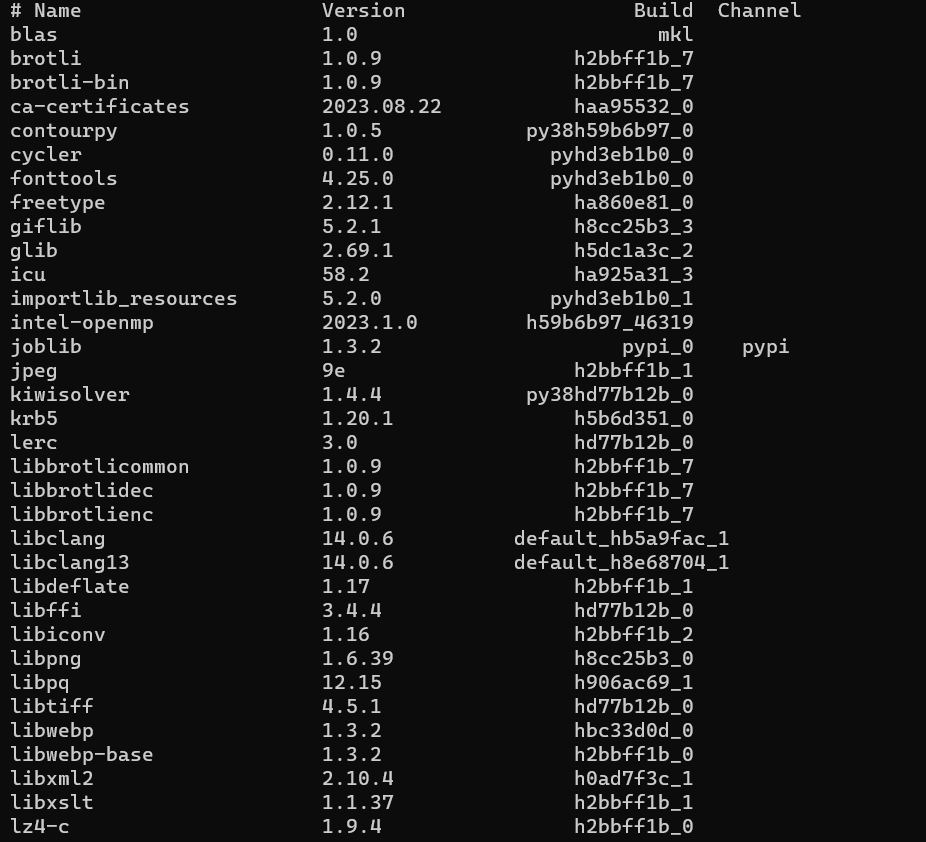 # Name                    Version                   Build  Channel
blas                      1.0                         mkl
brotli                    1.0.9                h2bbff1b_7
brotli-bin                1.0.9                h2bbff1b_7
ca-certificates           2023.08.22           haa95532_0
contourpy                 1.0.5            py38h59b6b97_0
cycler                    0.11.0             pyhd3eb1b0_0
fonttools                 4.25.0             pyhd3eb1b0_0
freetype                  2.12.1               ha860e81_0
giflib                    5.2.1                h8cc25b3_3
glib                      2.69.1               h5dc1a3c_2
icu                       58.2                 ha925a31_3
importlib_resources       5.2.0              pyhd3eb1b0_1
intel-openmp              2023.1.0         h59b6b97_46319
joblib                    1.3.2                    pypi_0    pypi
jpeg                      9e                   h2bbff1b_1
kiwisolver                1.4.4            py38hd77b12b_0
krb5                      1.20.1               h5b6d351_0
lerc                      3.0                  hd77b12b_0
libbrotlicommon           1.0.9                h2bbff1b_7
libbrotlidec              1.0.9                h2bbff1b_7
libbrotlienc              1.0.9                h2bbff1b_7
libclang                  14.0.6          default_hb5a9fac_1
libclang13                14.0.6          default_h8e68704_1
libdeflate                1.17                 h2bbff1b_1
libffi                    3.4.4                hd77b12b_0
libiconv                  1.16                 h2bbff1b_2
libpng                    1.6.39               h8cc25b3_0
libpq                     12.15                h906ac69_1
libtiff                   4.5.1                hd77b12b_0
libwebp                   1.3.2                hbc33d0d_0
libwebp-base              1.3.2                h2bbff1b_0
libxml2                   2.10.4               h0ad7f3c_1
libxslt                   1.1.37               h2bbff1b_1
lz4-c                     1.9.4                h2bbff1b_0